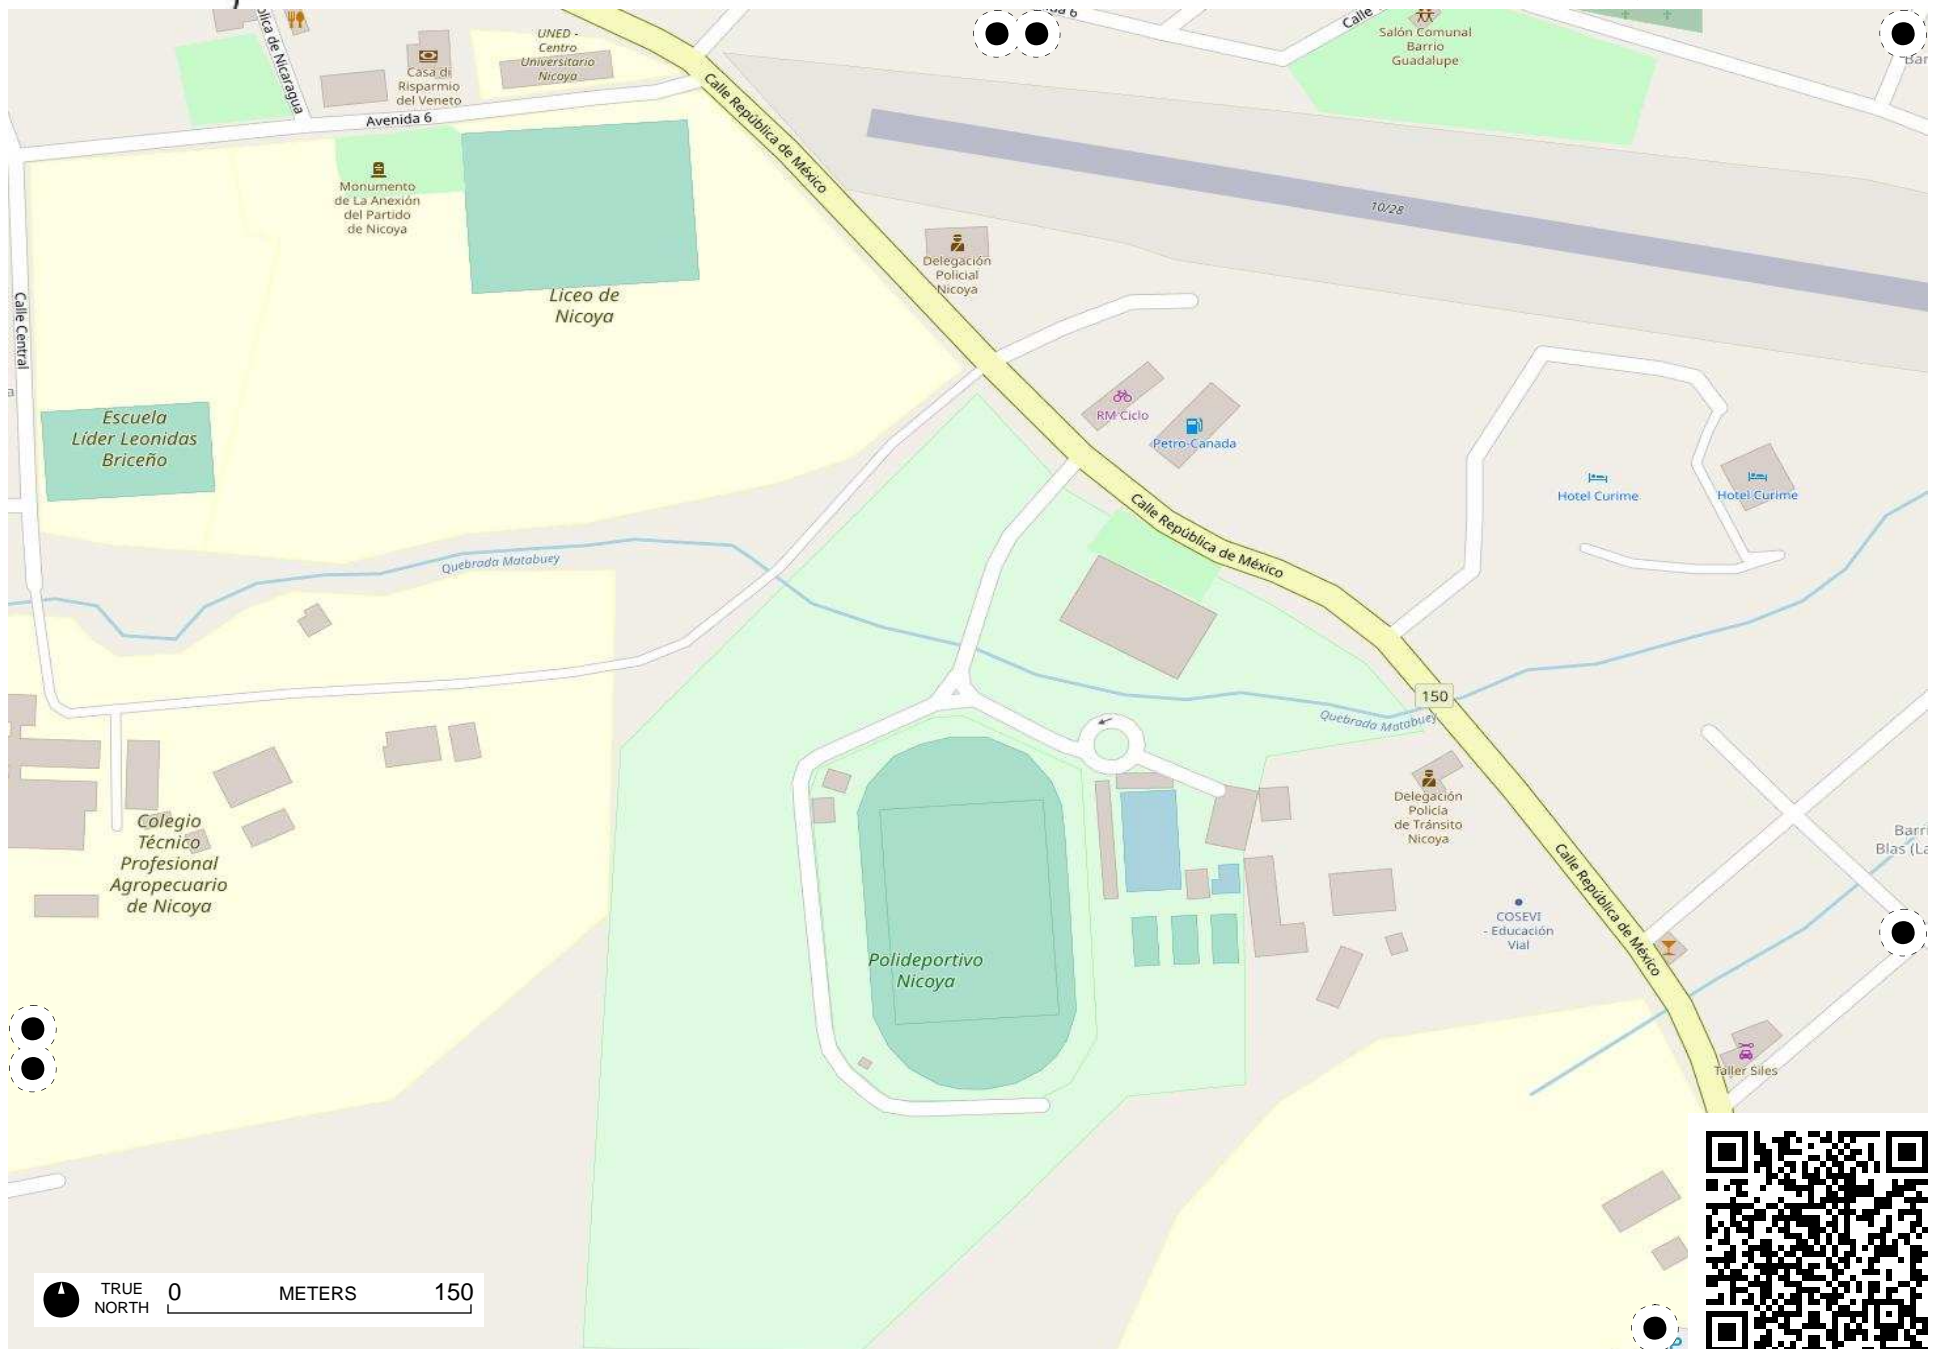 UNED -
Centro
Universitario
Nicoya
Casa di
Risparmio
del Veneto
Avenida 6
Calle República de México
Salón Comunal
Barrio
Guadalupe
Monumento
de La Anexión
del Partido
de Nicoya
10/28
Delegación
Policial
Nicoya
Liceo de
Nicoya
Calle Central
Escuela
Líder Leonidas
Briceño
RM Ciclo
Petro-Canada
Hotel Curime
Hotel Curime
Calle República de México
Quebrada Matabuey
150
Quebrada Matabuey
Delegación
Policía
de Tránsito
Nicoya
Colegio
Técnico
Profesional
Agropecuario
de Nicoya
Calle República de México
COSEVI
- Educación
Vial
Polideportivo
Nicoya
Taller Siles
TRUE
NORTH
0 METERS 150